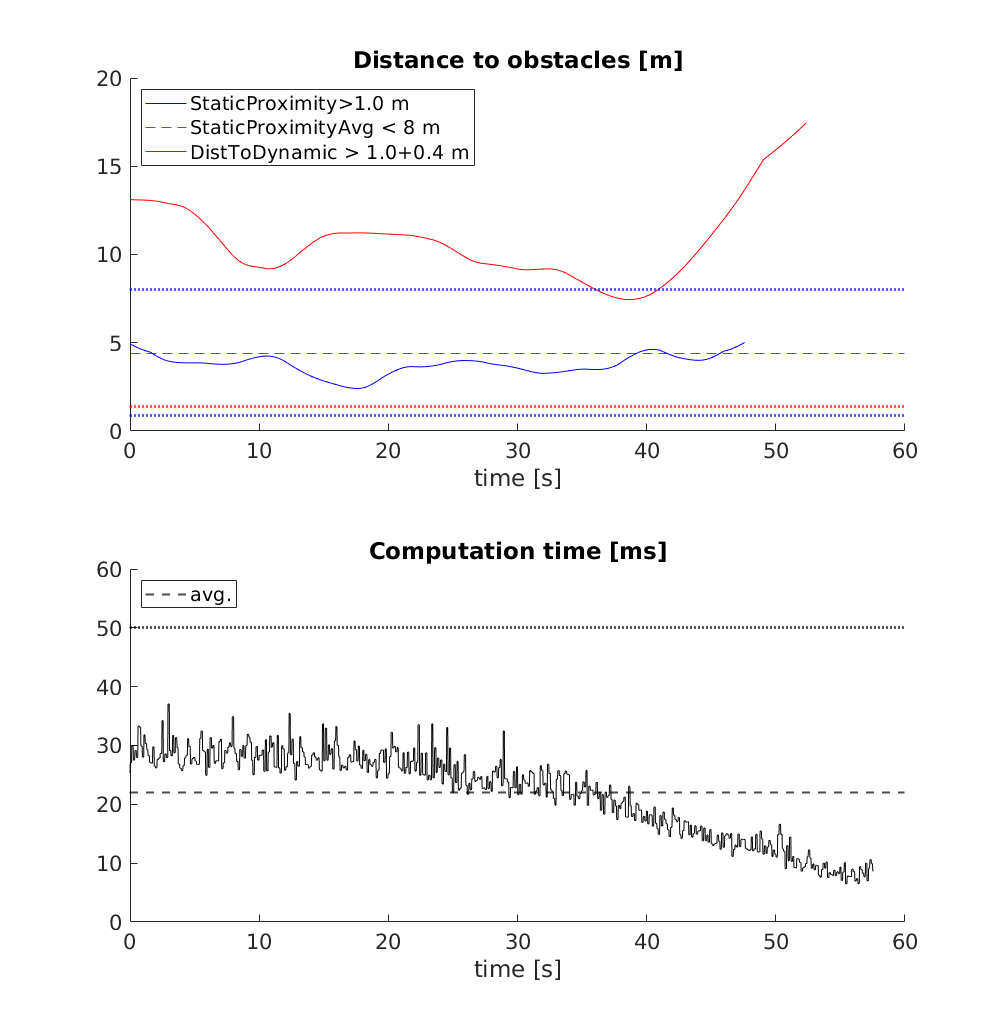 Distance to obstacles [m]
20
StaticProximity>1.0 m
StaticProximityAvg < 8 m
DistToDynamic > 1.0+0.4 m
15
10
5
0
0 10 20 30 40 50 60
time [s]
Computation time [ms]
60
avg.
50
40
30
20
10
0
0 10 20 30 40 50 60
time [s]